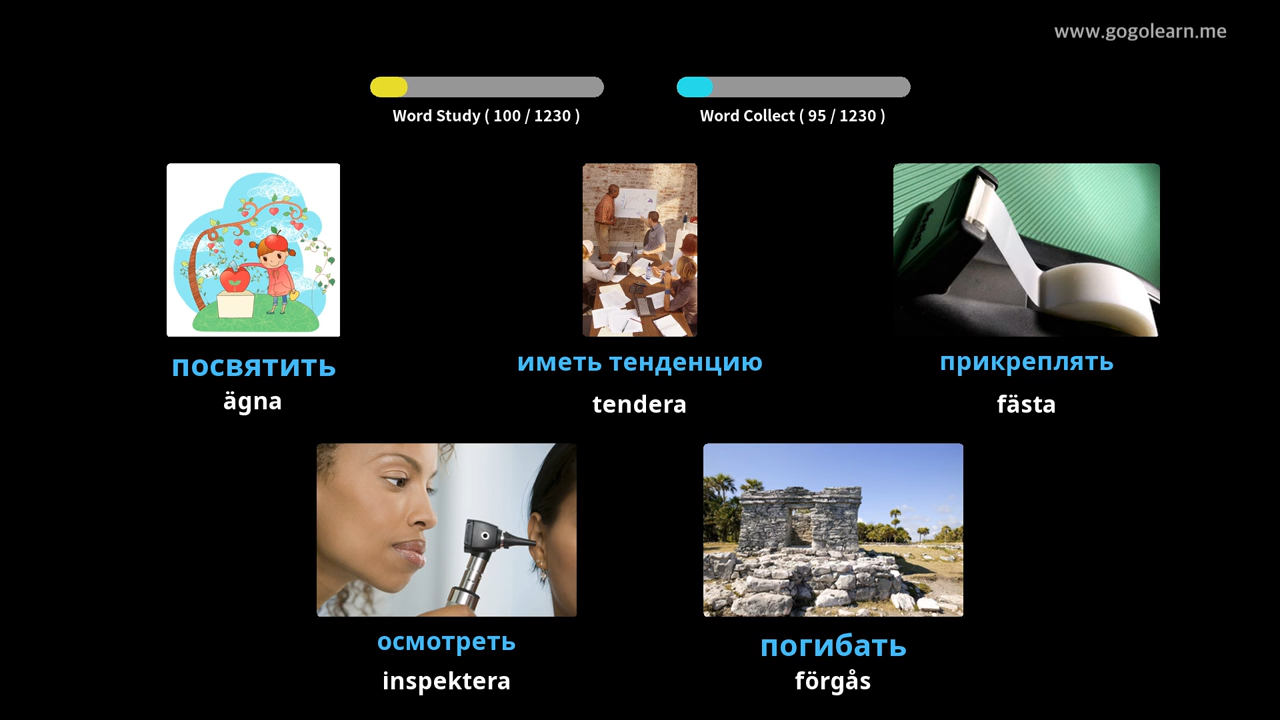 www.gogolearn.me
Word Study ( 100 / 1230 )
Word Collect ( 95 / 1230 )
посвятить
ägna
иметь тенденцию
tendera
прикреплять
fästa
осмотреть
inspektera
погибать
förgås